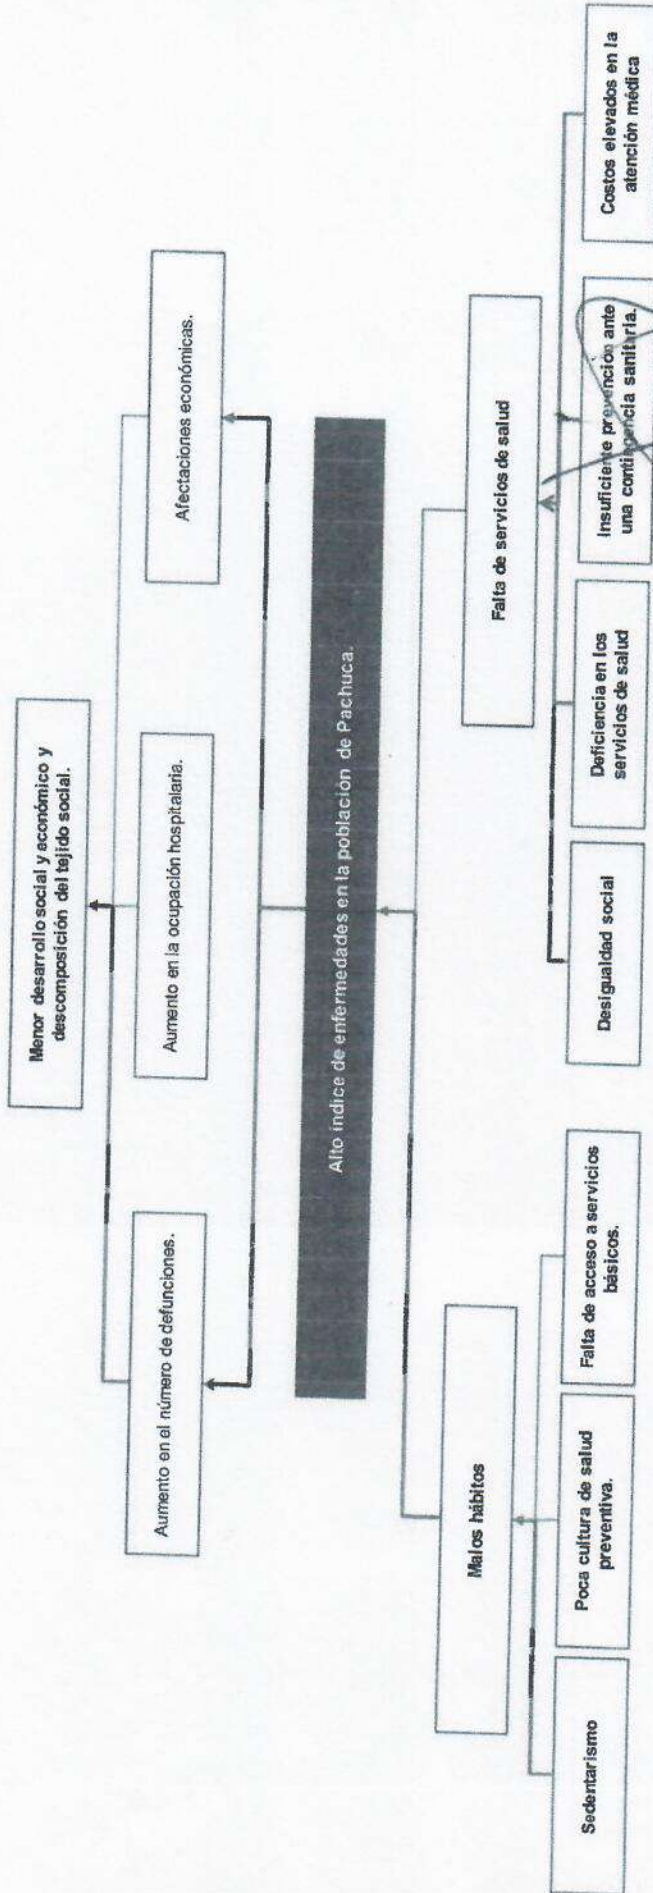 Menor desarrollo social y económico y
descomposición del tejido social.
Aumento en el número de defunciones.
Aumento en la ocupación hospitalaria.
Afectaciones económicas.
Alto índice de enfermedades en la población de Pachuca.
Malos hábitos
Falta de servicios de salud
Sedentarismo
Poca cultura de salud
preventiva.
Falta de acceso a servicios
básicos.
Desigualdad social
Deficiencia en los
servicios de salud
Insuficiente prevención ante
una contingencia sanitaria.
Costos elevados en la
atención médica